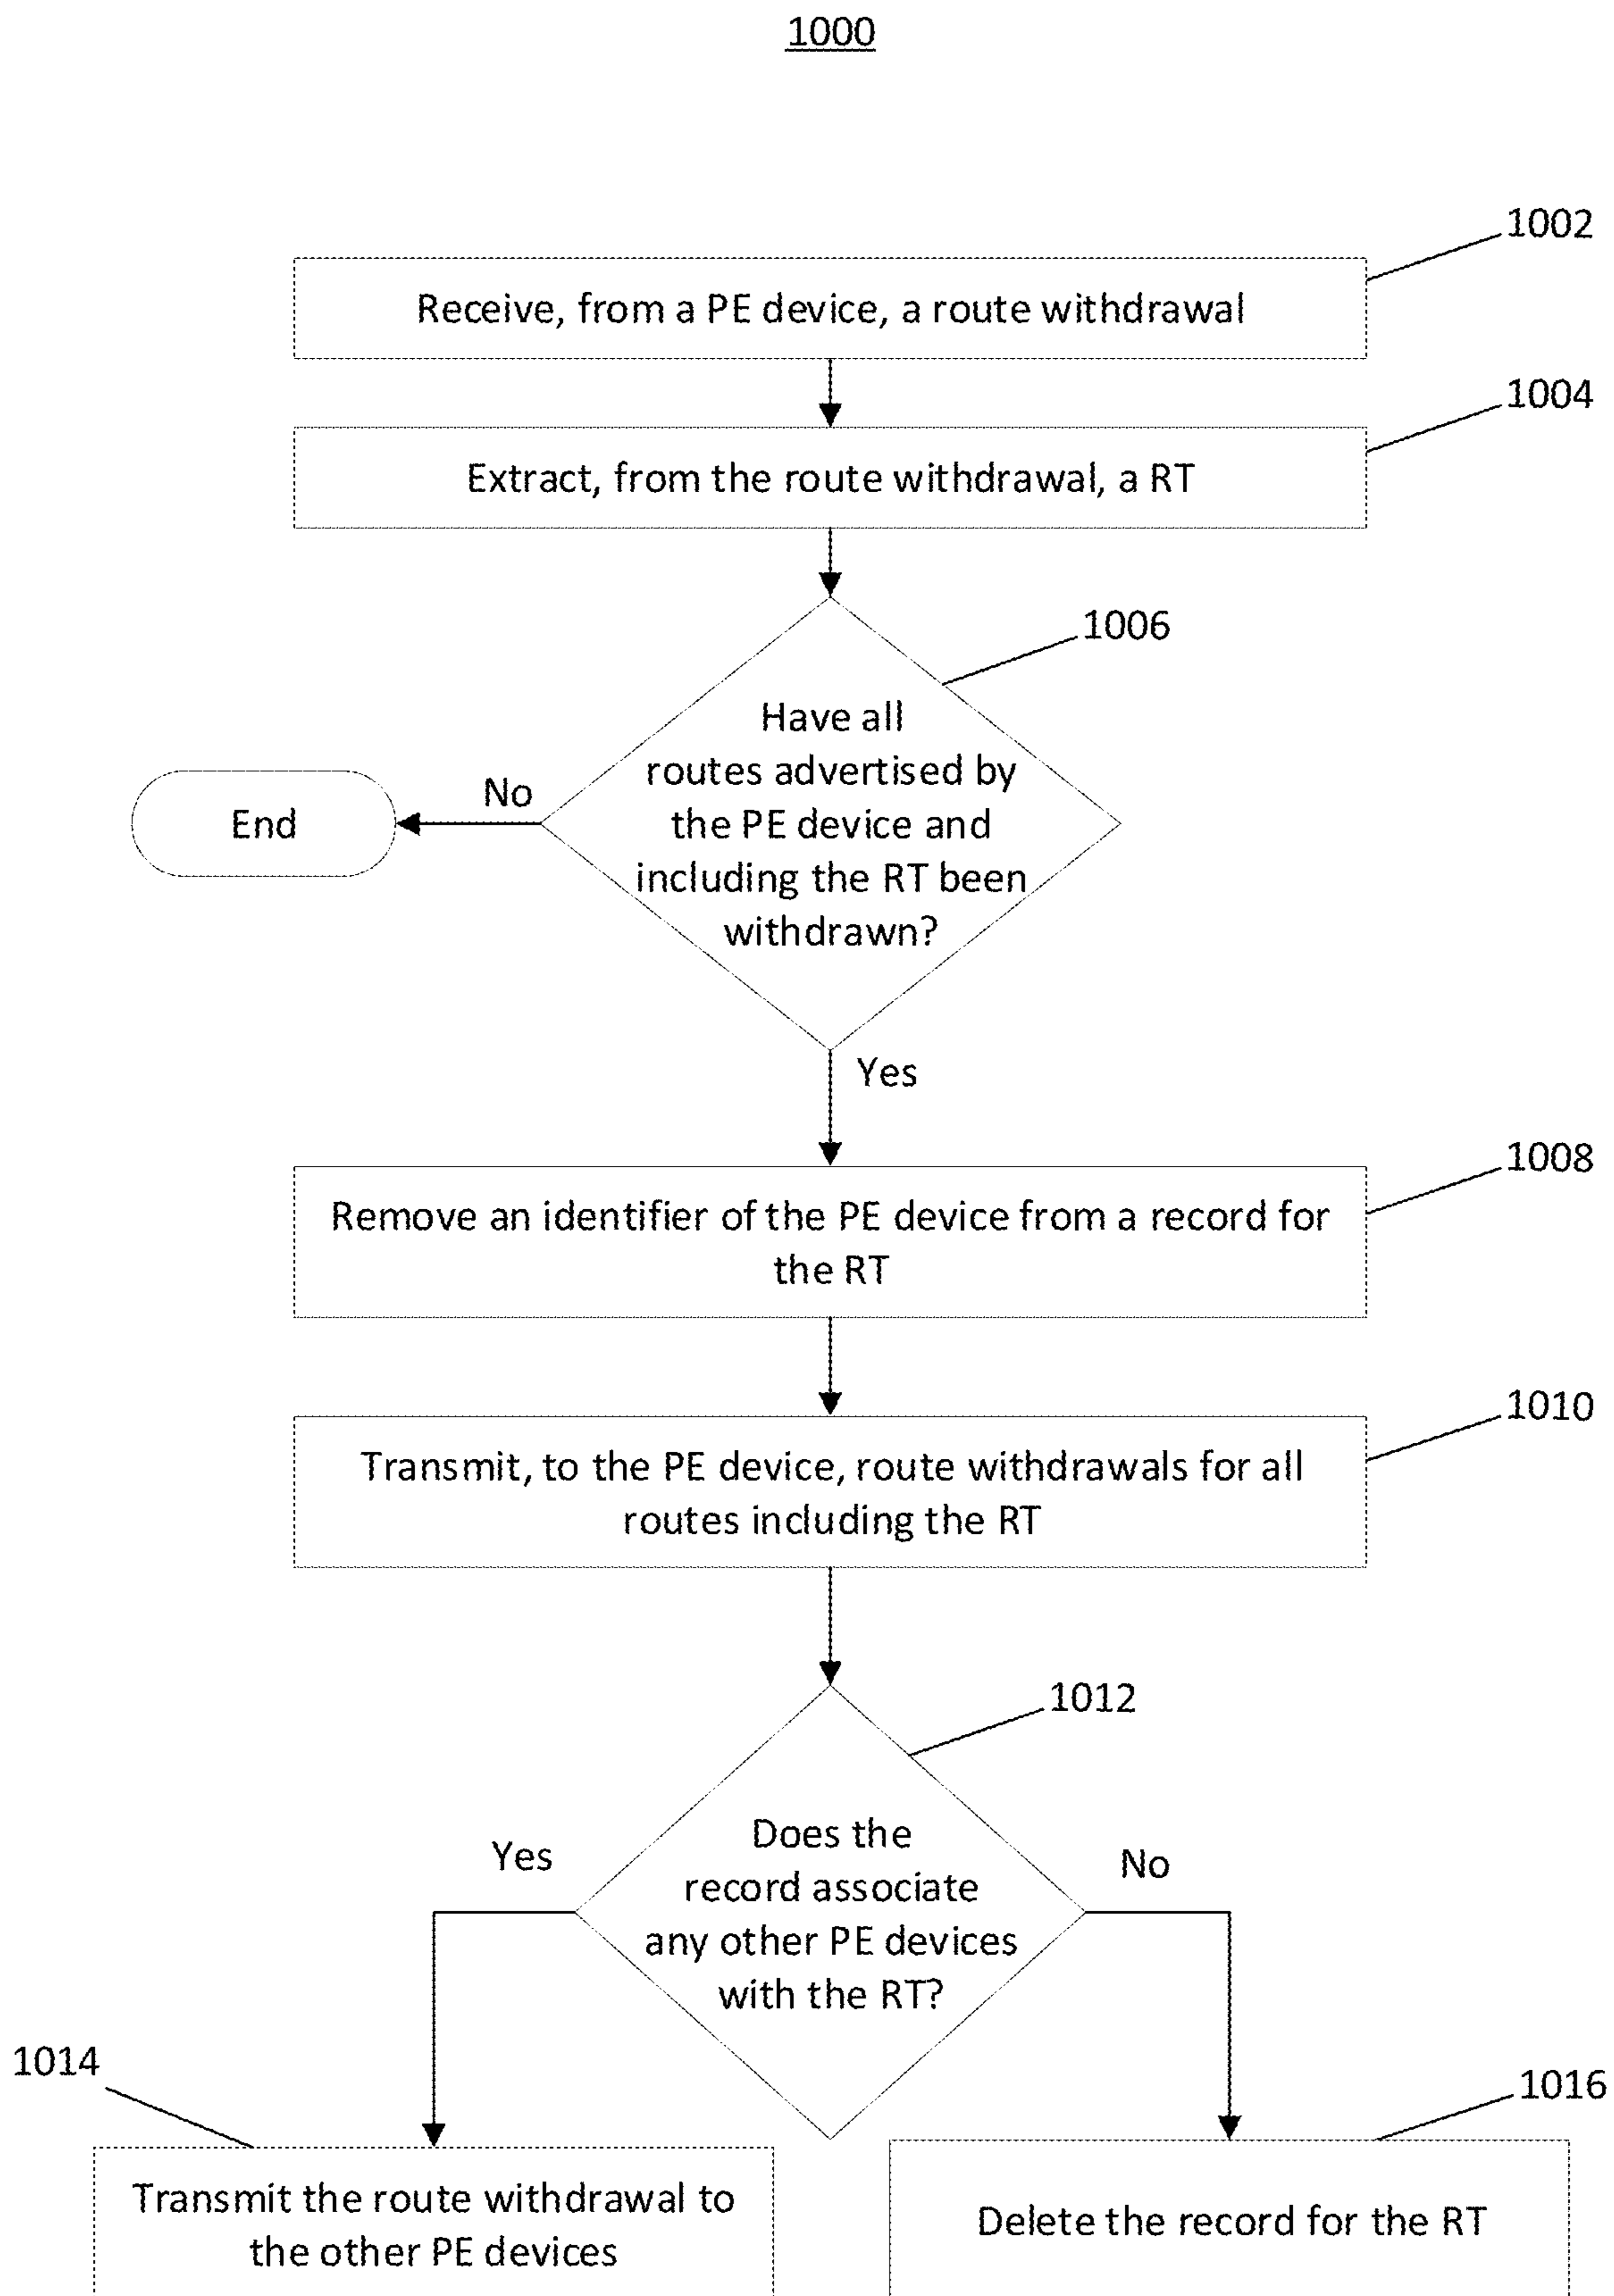 1000
1002
Receive, from a PE device, a route withdrawal
1004
Extract, from the route withdrawal, a RT
1006
Have all
routes advertised by
the PE device and
including the RT been
withdrawn?
No
End
Yes
1008
Remove an identifier of the PE device from a record for
the RT
1010
Transmit, to the PE device, route withdrawals for all
routes including the RT
1012
Does the
record associate
any other PE devices
with the RT?
Yes
No
1014
1016
Transmit the route withdrawal to
the other PE devices
Delete the record for the RT